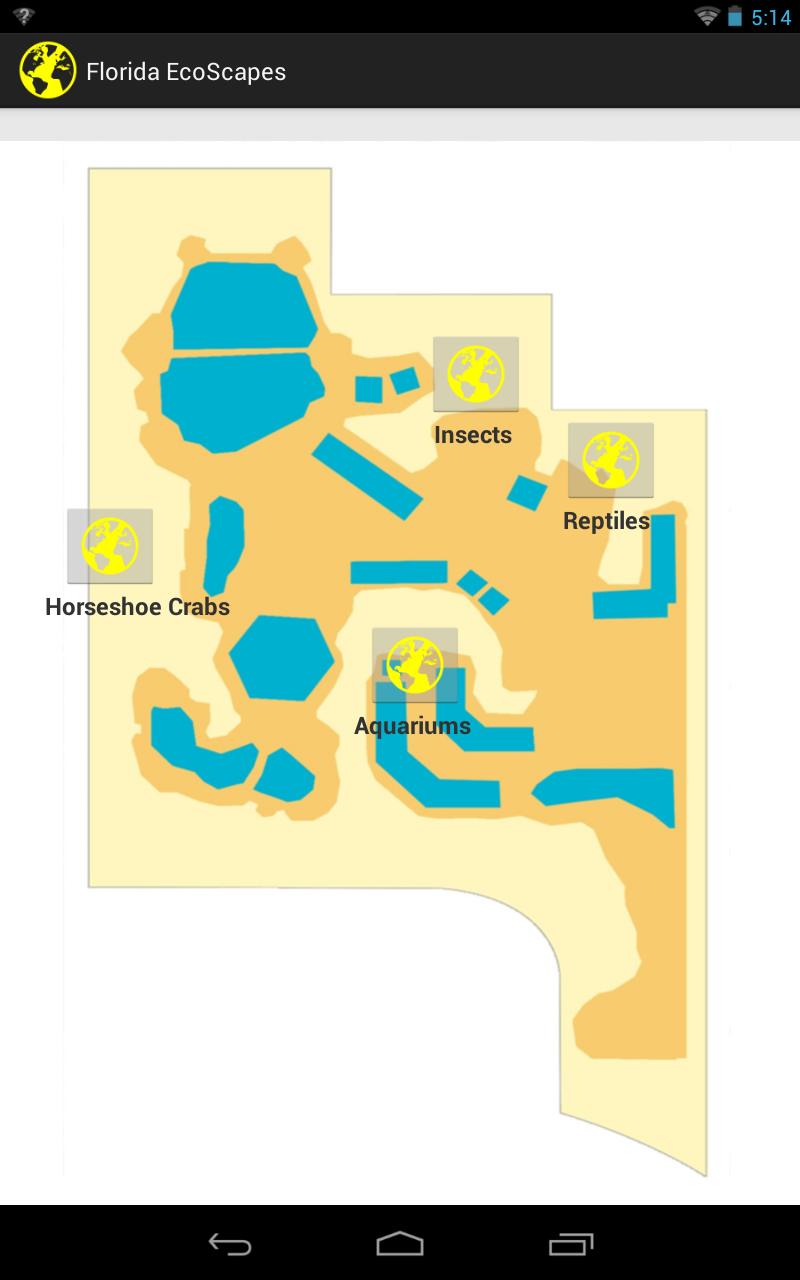 5:14
Florida EcoScapes
Insects
Reptiles
Horseshoe Crabs
Aquariums